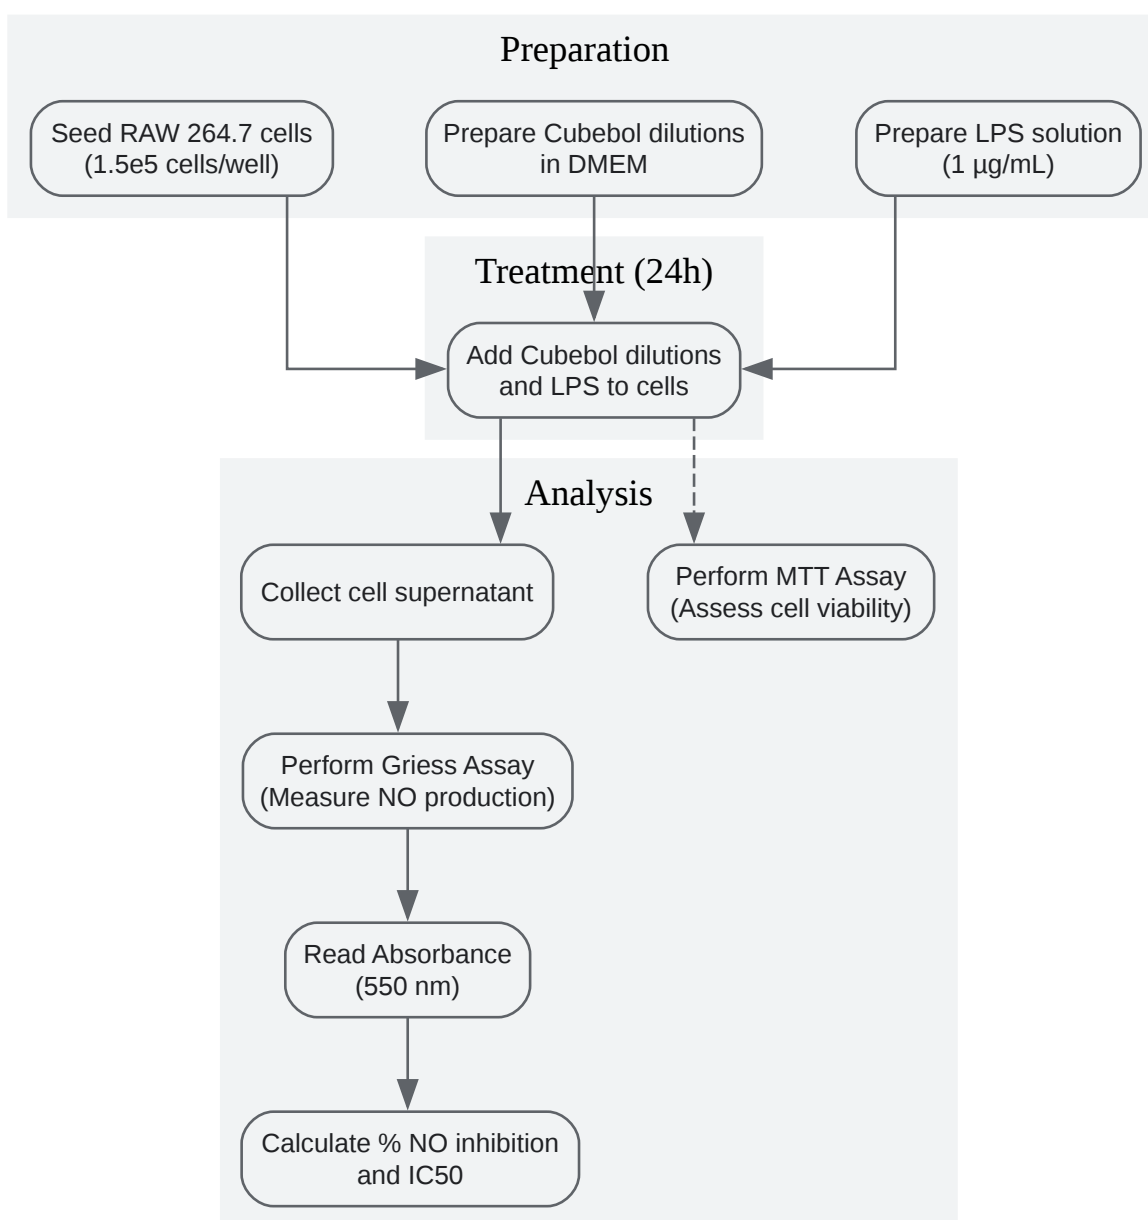 Preparation
Seed RAW 264.7 cells
(1.5e5 cells/well)
Prepare Cubebol dilutions
in DMEM
Prepare LPS solution
(1 µg/mL)
Treatment (24h)
Add Cubebol dilutions
and LPS to cells
Analysis
Collect cell supernatant
Perform MTT Assay
(Assess cell viability)
Perform Griess Assay
(Measure NO production)
Read Absorbance
(550 nm)
Calculate % NO inhibition
and IC50